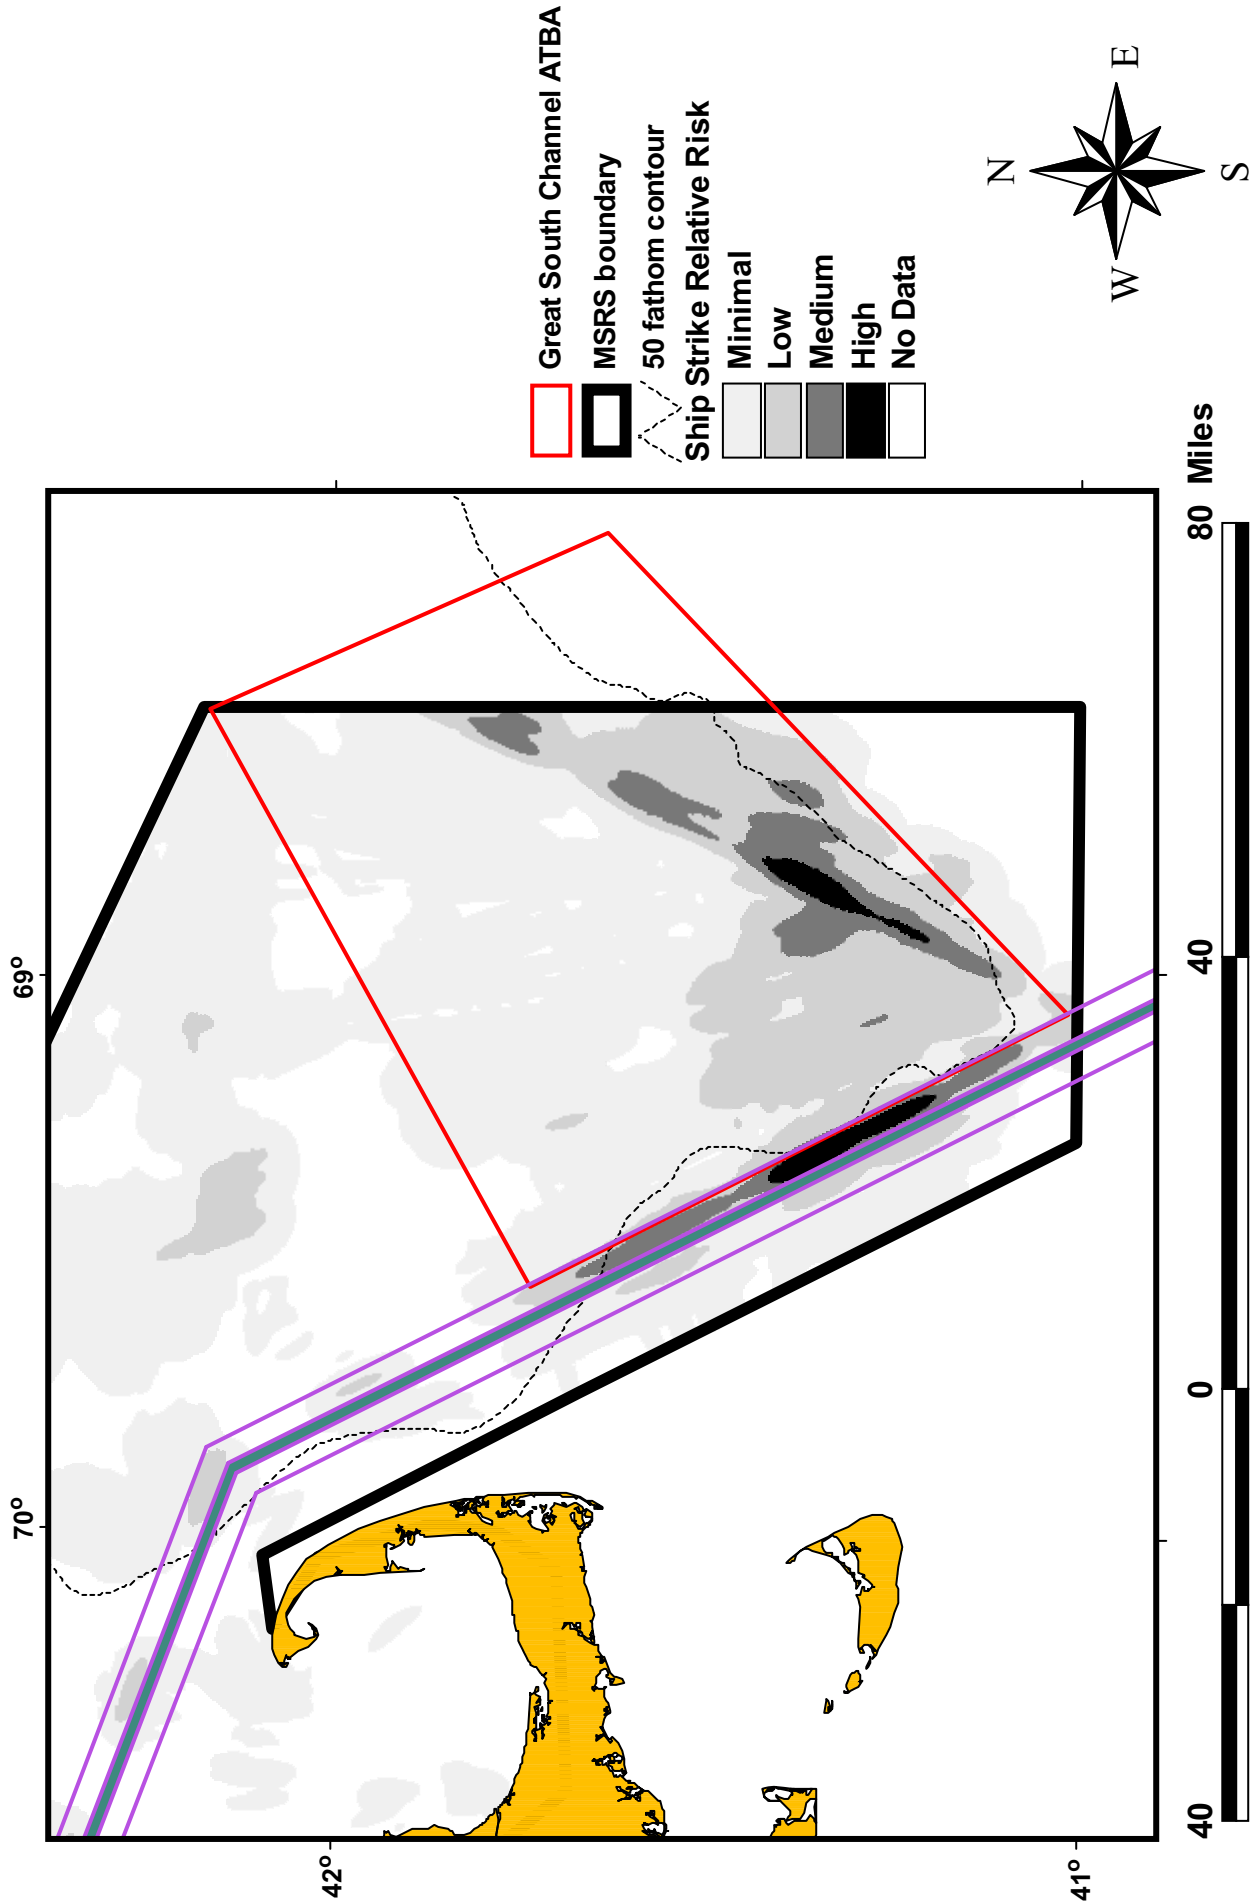 Great South Channel ATBA
MSRS boundary
50 fathom contour
Ship Strike Relative Risk
Minimal
Low
Medium
High
No Data
N
E
S
W
70°
69°
42°
41°
40
0
40
80 Miles